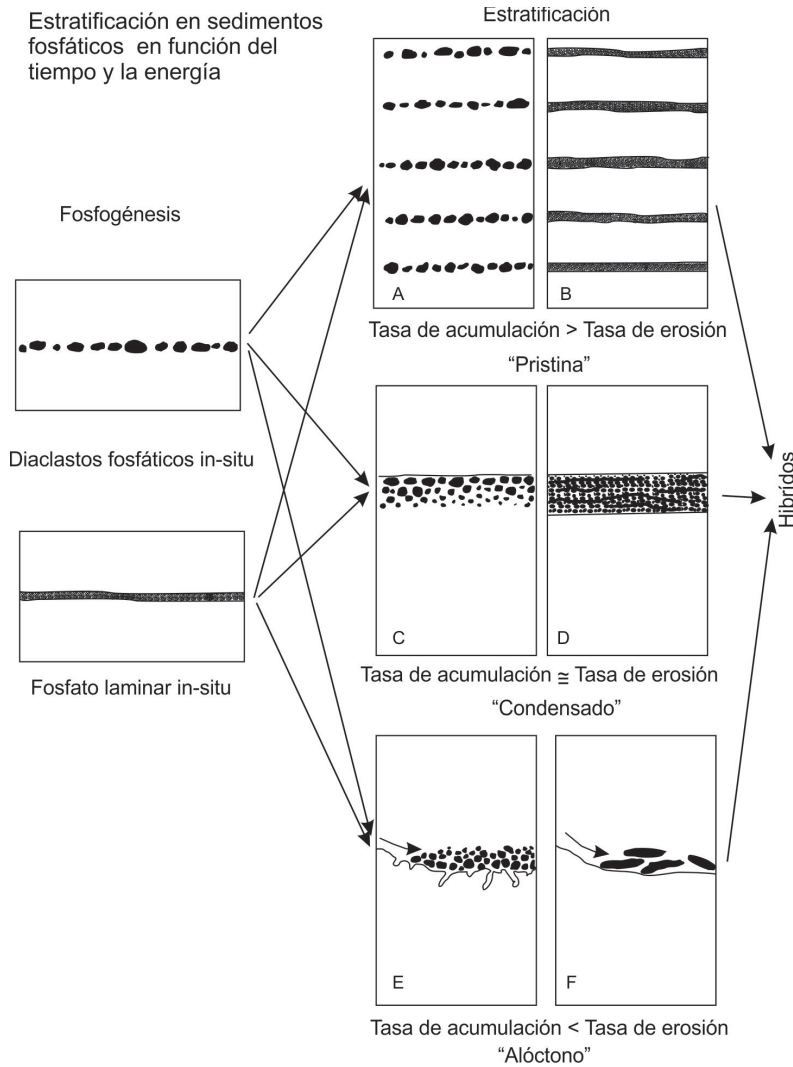 Estratificación en sedimentos
fosfáticos en función del
tiempo y la energía
Estratificación
Fosfogénesis
A
B
Tasa de acumulación > Tasa de erosión
“Pristina”
Diaclastos fosfáticos in-situ
Fosfato laminar in-situ
C
D
Tasa de acumulación ≅ Tasa de erosión
“Condensado”
E
F
Tasa de acumulación < Tasa de erosión
“Alóctono”
Hibrídos